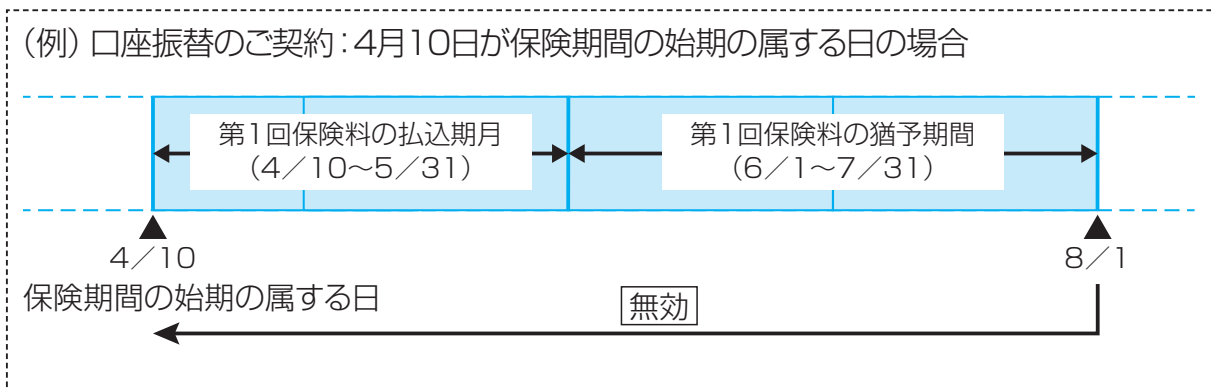 (例)口座振替のご契約:4月10日が保険期間の始期の属する日の場合
第1回保険料の払込期月
(4/10~5/31)
第1回保険料の猶予期間
(6/1~7/31)
4/10
8/1
保険期間の始期の属する日
無効